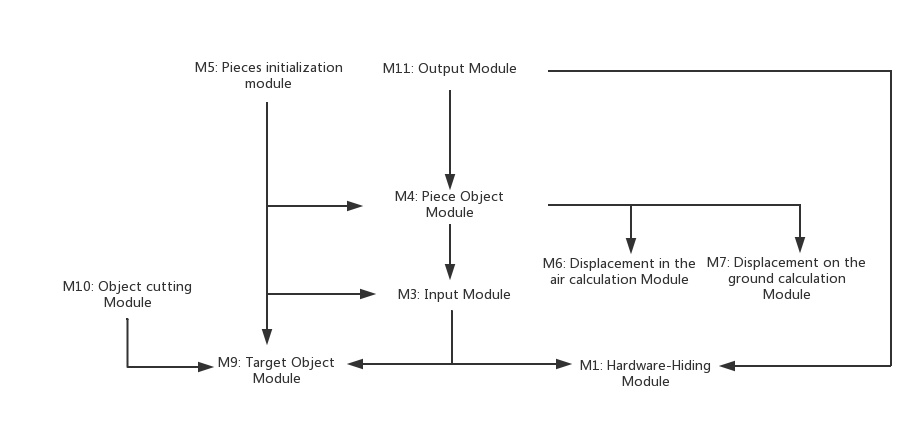 M5: Pieces initialization
module
M11: Output Module
M4: Piece Object
Module
M6: Displacement in the
air calculation Module
M7: Displacement on the
ground calculation
Module
M10: Object cutting
Module
M3: Input Module
M9: Target Object
Module
M1: Hardware-Hiding
Module